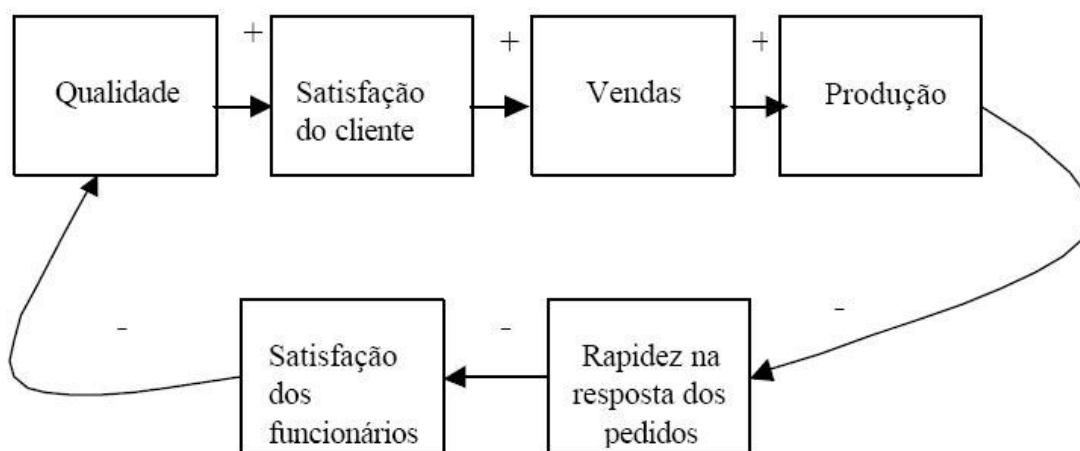 +
+
+
Qualidade
Satisfação
do cliente
Vendas
Produção
-
-
-
Satisfação
dos
funcionários
Rapidez na
resposta dos
pedidos